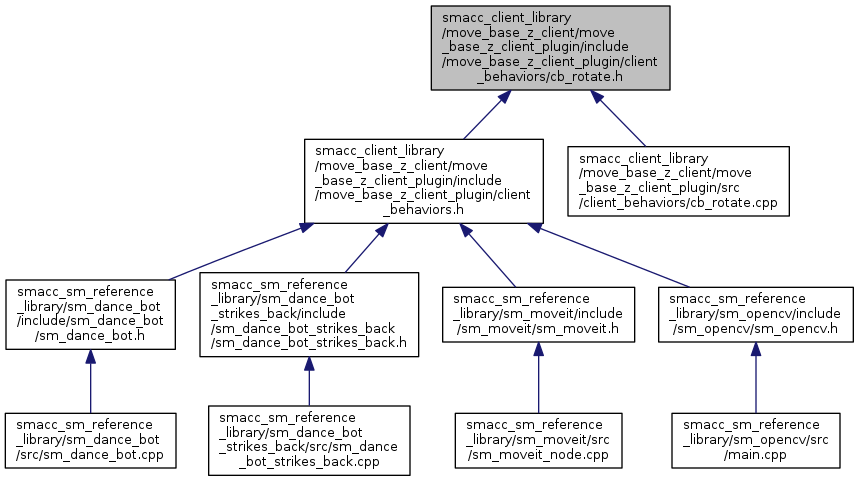 smacc_client_library
/move_base_z_client/move
_base_z_client_plugin/include
/move_base_z_client_plugin/client
_behaviors/cb_rotate.h
smacc_client_library
/move_base_z_client/move
_base_z_client_plugin/include
/move_base_z_client_plugin/client
_behaviors.h
smacc_client_library
/move_base_z_client/move
_base_z_client_plugin/src
/client_behaviors/cb_rotate.cpp
smacc_sm_reference
_library/sm_dance_bot
/include/sm_dance_bot
/sm_dance_bot.h
smacc_sm_reference
_library/sm_dance_bot
_strikes_back/include
/sm_dance_bot_strikes_back
/sm_dance_bot_strikes_back.h
smacc_sm_reference
_library/sm_moveit/include
/sm_moveit/sm_moveit.h
smacc_sm_reference
_library/sm_opencv/include
/sm_opencv/sm_opencv.h
smacc_sm_reference
_library/sm_dance_bot
/src/sm_dance_bot.cpp
smacc_sm_reference
_library/sm_dance_bot
_strikes_back/src/sm_dance
_bot_strikes_back.cpp
smacc_sm_reference
_library/sm_moveit/src
/sm_moveit_node.cpp
smacc_sm_reference
_library/sm_opencv/src
/main.cpp